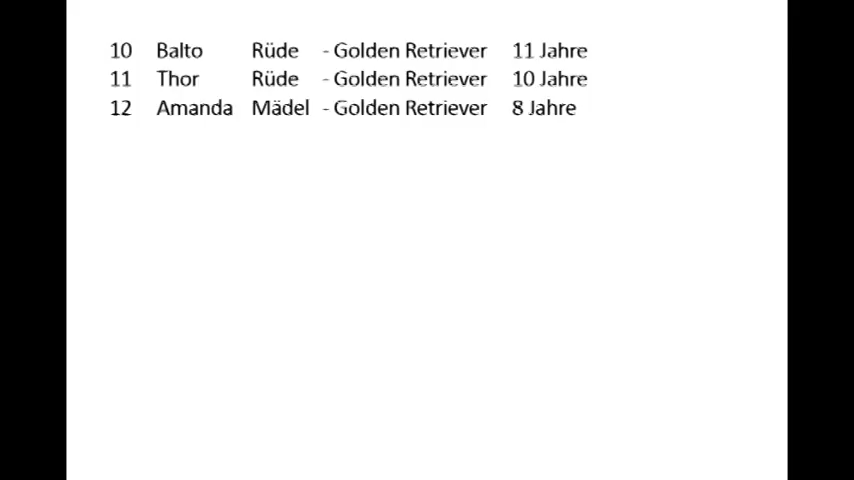 10 Balto Rüde - Golden Retriever 11 Jahre
11 Thor Rüde - Golden Retriever 10 Jahre
12 Amanda Mädel - Golden Retriever 8 Jahre